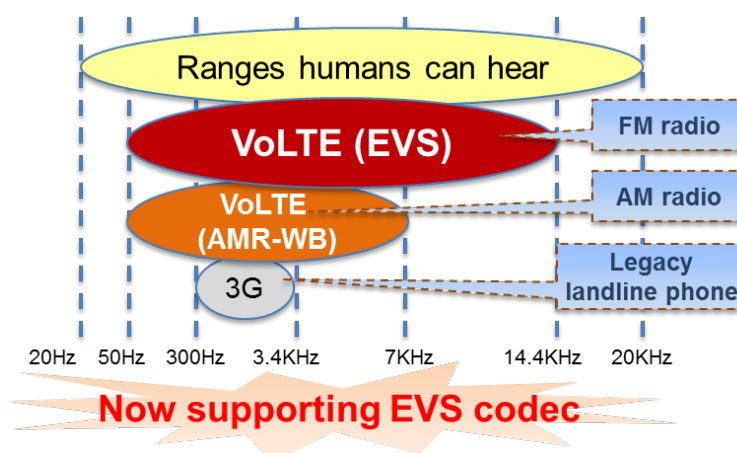 Ranges humans can hear
VoLTE (EVS)
FM radio
VoLTE
(AMR-WB)
AM radio
3G
Legacy
landline phone
20Hz 50Hz 300Hz 3.4KHz 7KHz 14.4KHz 20KHz
Now supporting EVS codec